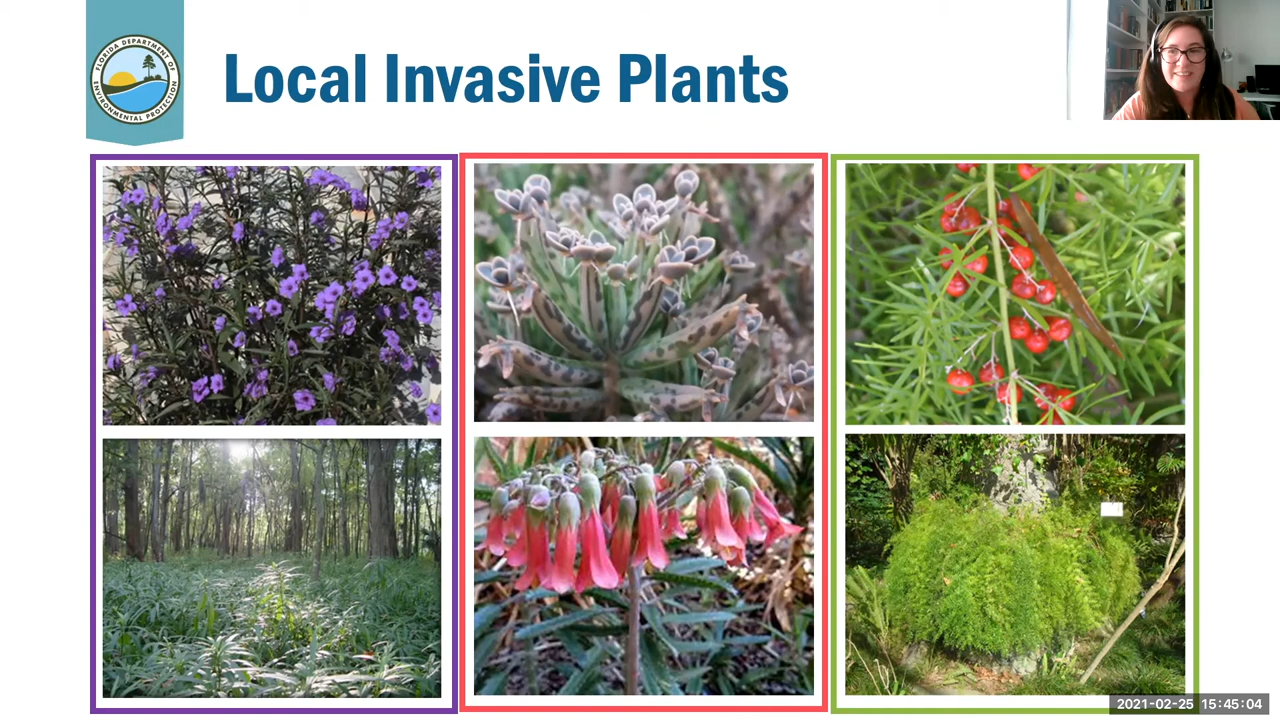 FLORIDA DEPARTMENT OF
ENVIRONMENTAL PROTECTION
Local Invasive Plants
2021-02-25 15:45:04